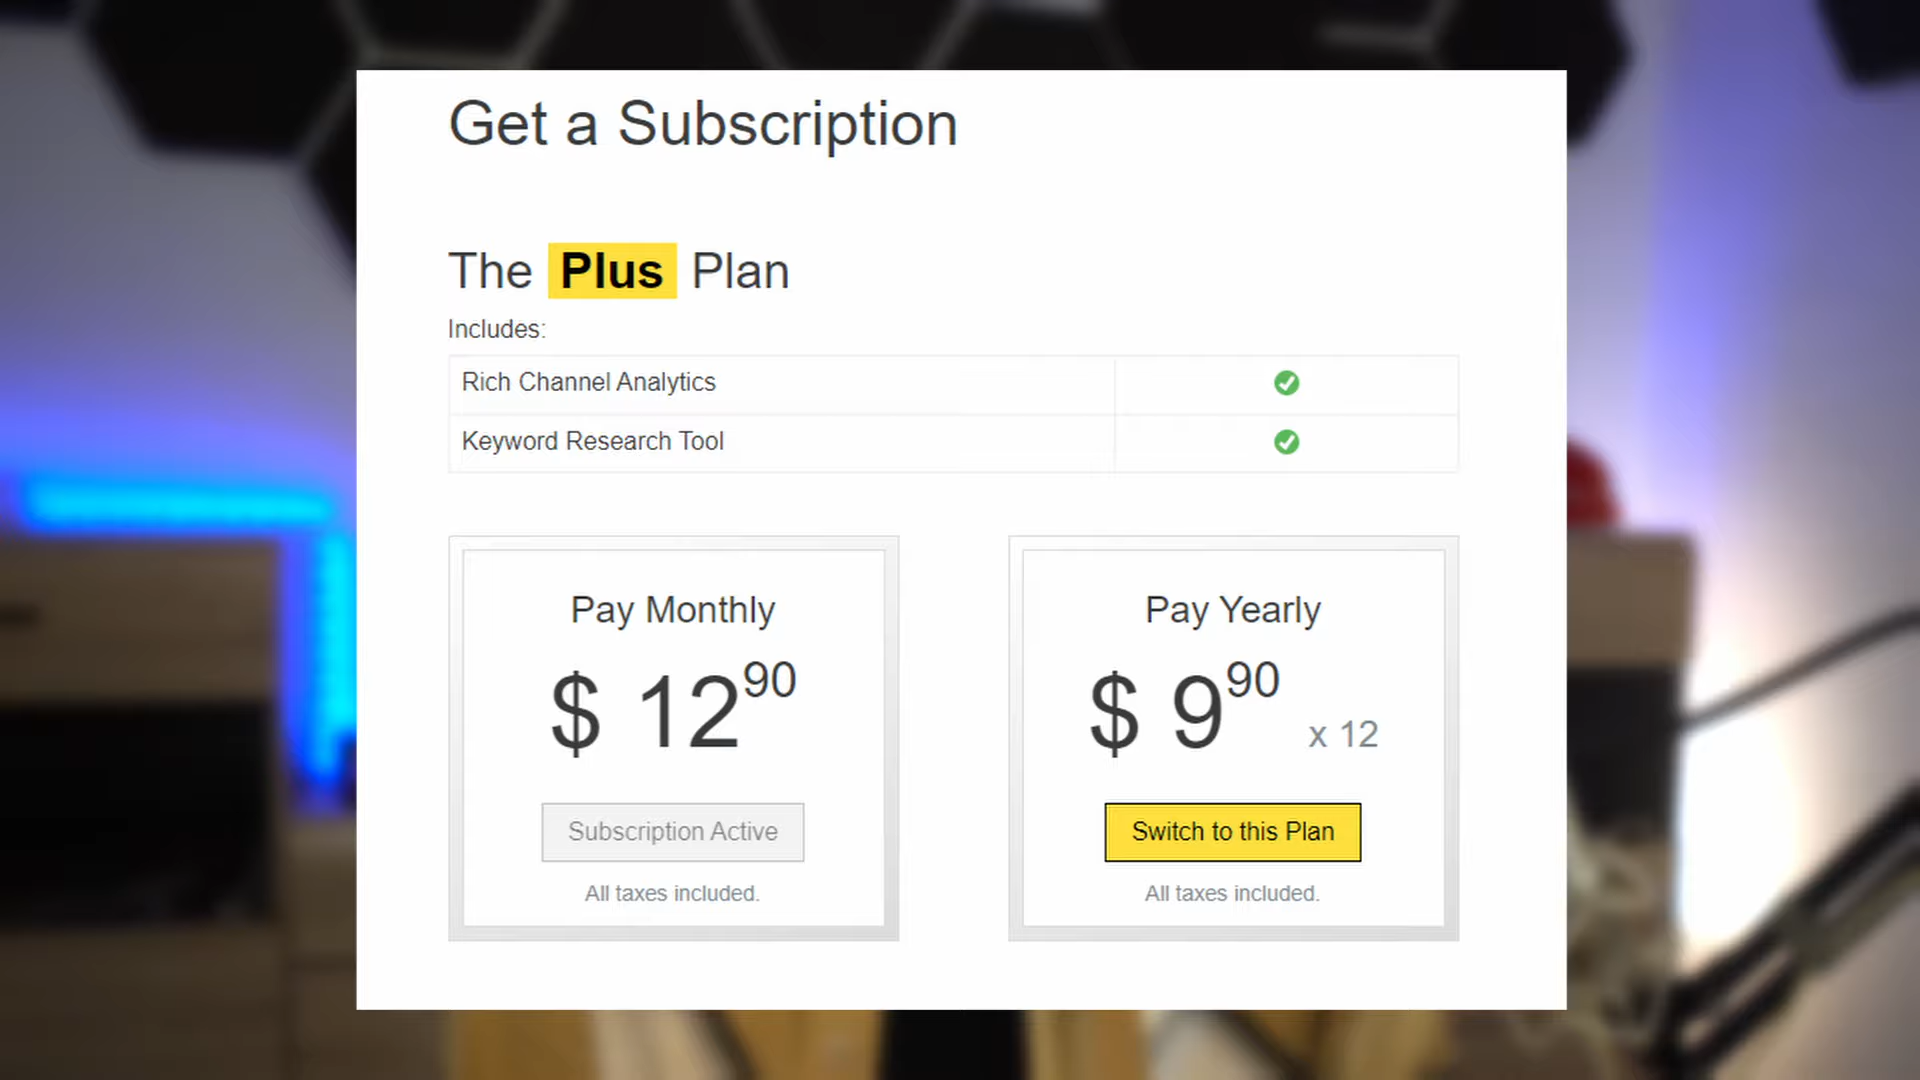 Get a Subscription
The Plus Plan
Includes:
Rich Channel Analytics
Keyword Research Tool
Pay Monthly
$ 12 90
Subscription Active
All taxes included.
Pay Yearly
$ 9 90 x 12
Switch to this Plan
All taxes included.